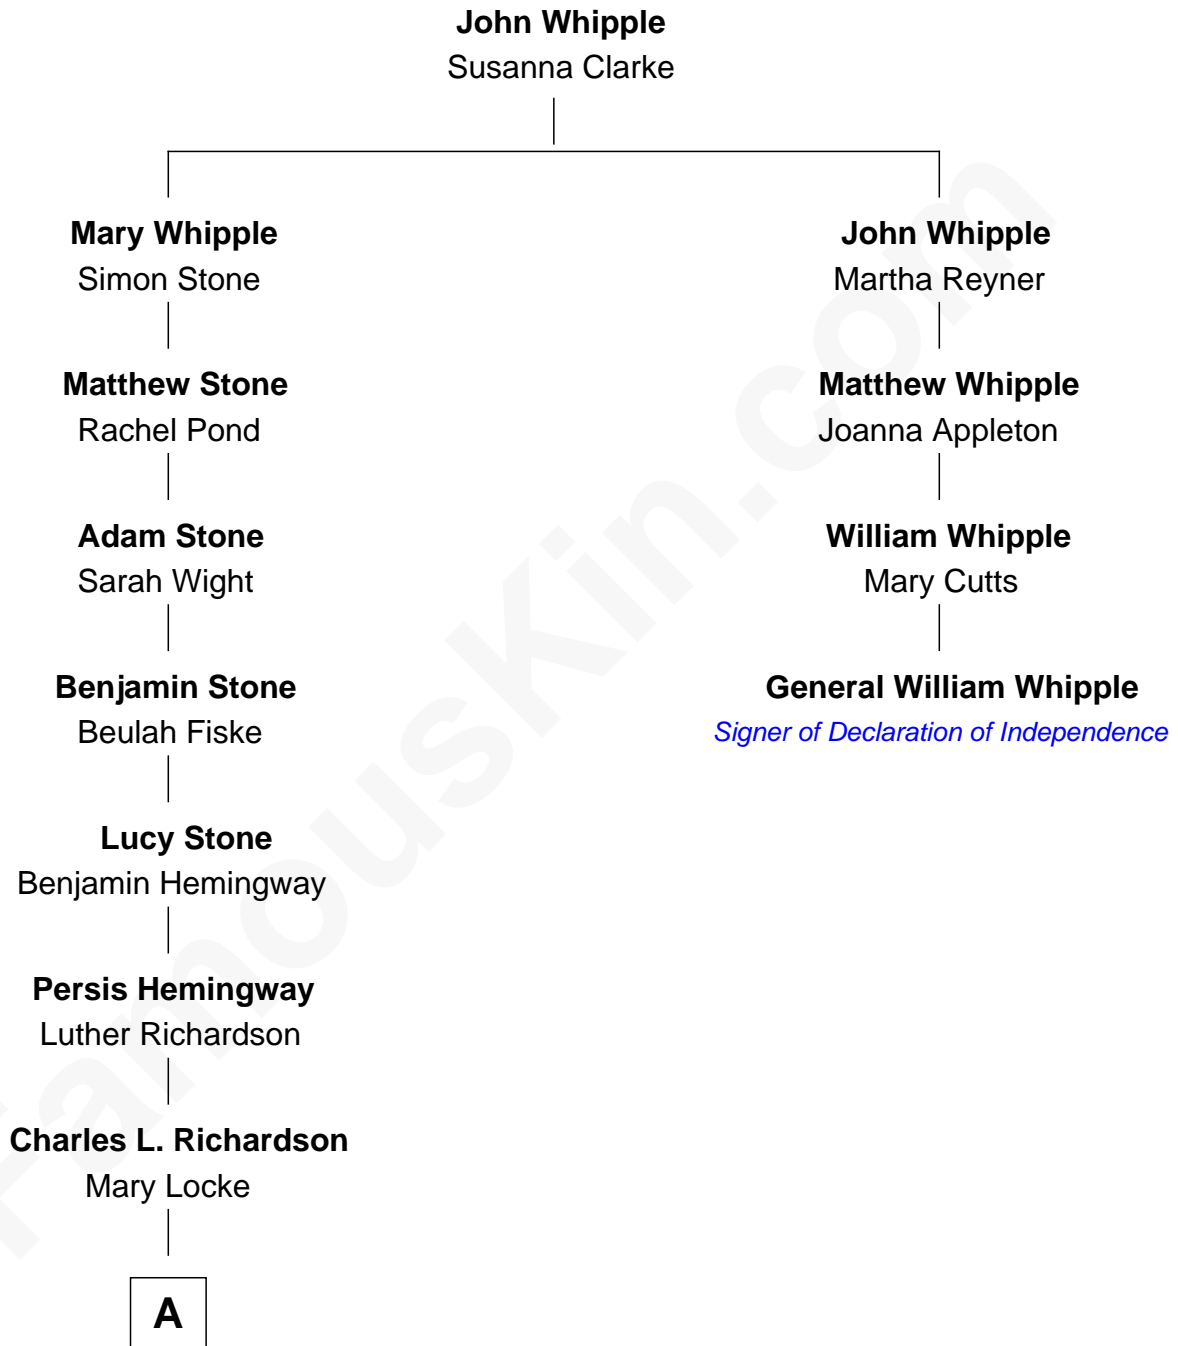 John Whipple
Susanna Clarke
Mary Whipple
Simon Stone
John Whipple
Martha Reyner
Matthew Stone
Rachel Pond
Matthew Whipple
Joanna Appleton
Adam Stone
Sarah Wight
William Whipple
Mary Cutts
Benjamin Stone
Beulah Fiske
General William Whipple
Signer of Declaration of Independence
Lucy Stone
Benjamin Hemingway
Persis Hemingway
Luther Richardson
Charles L. Richardson
Mary Locke
A
FamousKin.com